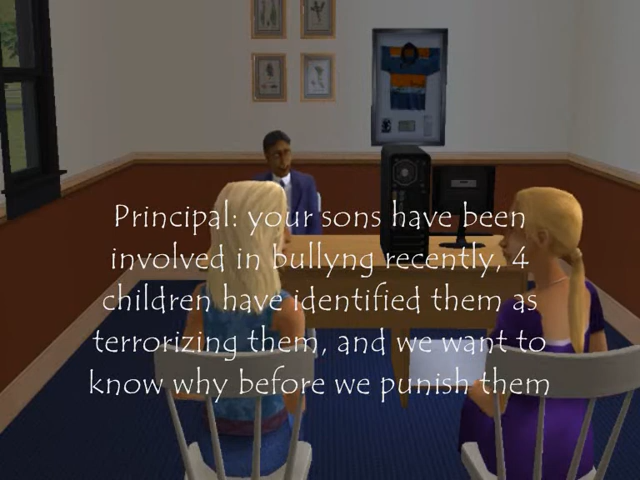 Principal: your sons have been
involved in bullyng recently, 4
children have identified them as
terrorizing them, and we want to
know why before we punish them